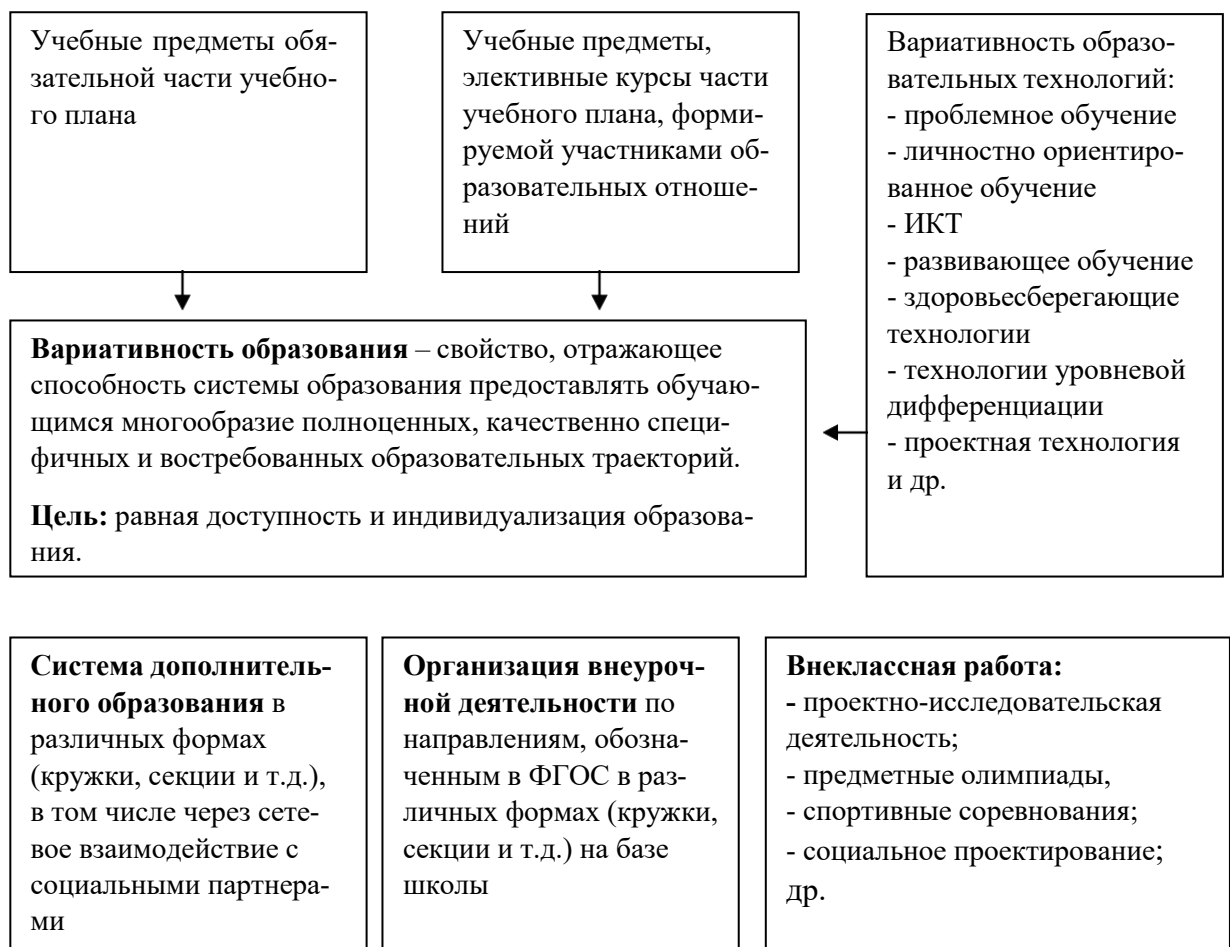 Учебные предметы обя-
зательной части учебно-
го плана
Учебные предметы,
элективные курсы части
учебного плана, форми-
руемой участниками об-
разовательных отноше-
ний
Вариативность образо-
вательных технологий:
- проблемное обучение
- личностно ориентиро-
ванное обучение
- ИКТ
- развивающее обучение
- здоровьесберегающие
технологии
- технологии уровневой
дифференциации
- проектная технология
и др.
Вариативность образования – свойство, отражающее
способность системы образования предоставлять обучаю-
щимся многообразие полноценных, качественно специ-
фичных и востребованных образовательных траекторий.
Цель: равная доступность и индивидуализация образова-
ния.
Система дополнитель-
ного образования в
различных формах
(кружки, секции и т.д.),
в том числе через сете-
вое взаимодействие с
социальными партнера-
ми
Организация внеуроч-
ной деятельности по
направлениям, обозна-
ченным в ФГОС в раз-
личных формах (кружки,
секции и т.д.) на базе
школы
Внеклассная работа:
- проектно-исследовательская
деятельность;
- предметные олимпиады,
- спортивные соревнования;
- социальное проектирование;
др.